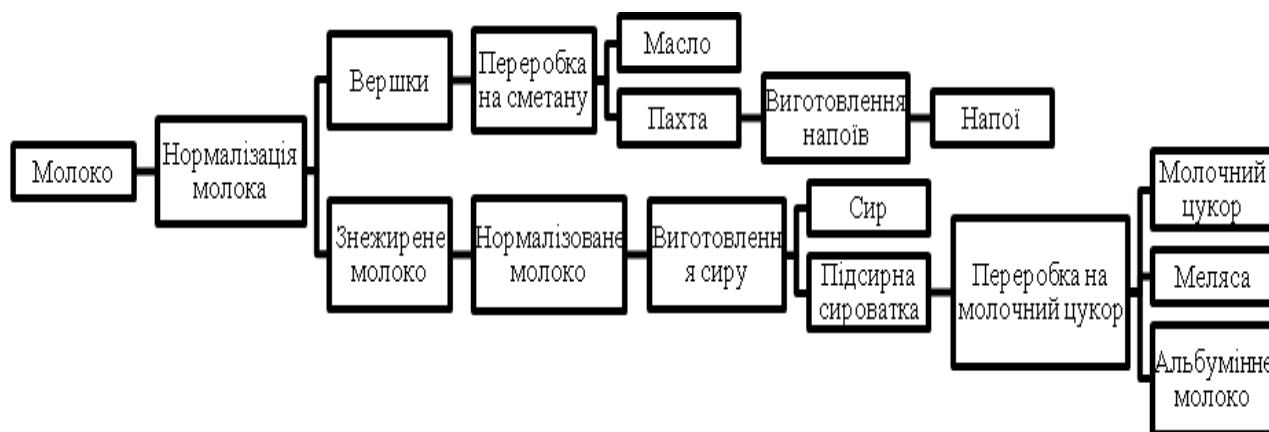 Молоко
Нормалізація
молока
Вершки
Переробка
на сметану
Масло
Пахта
Виготовлення
напоїв
Напої
Знежирене
молоко
Нормалізоване
молоко
Виготовленн
я сиру
Сир
Підсирна
сироватка
Переробка на
молочний цукор
Молочний
цукор
Меляса
Альбумінне
молоко